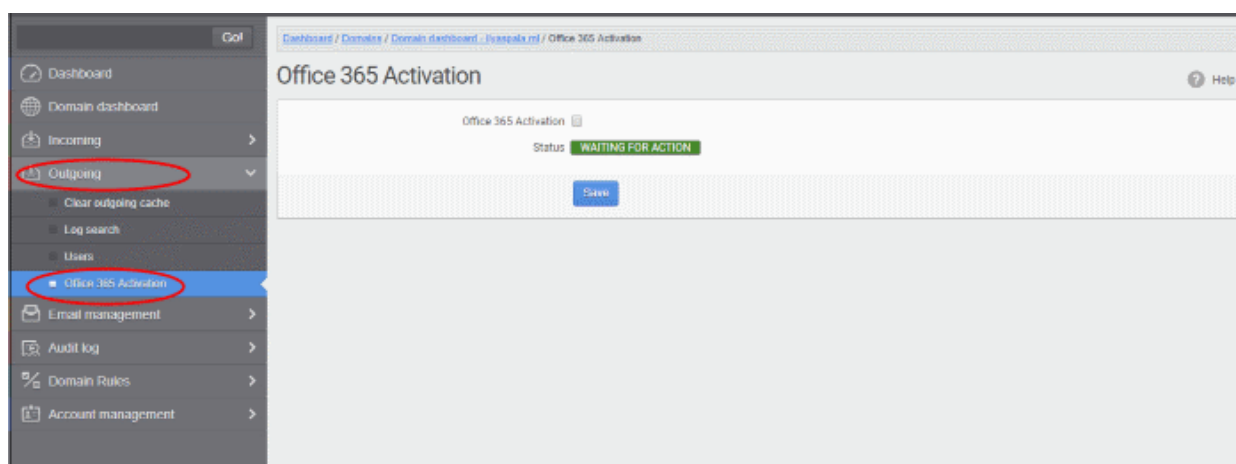 Go!
Dashboard
Domain dashboard
Incoming
Outgoing
Clear outgoing cache
Log search
Users
Office 365 Activation
Email management
Audit log
Domain Rules
Account management
Dashboard / Domains / Domain dashboard - / Office 365 Activation
Office 365 Activation
Help
Office 365 Activation
Status WAITING FOR ACTION
Save